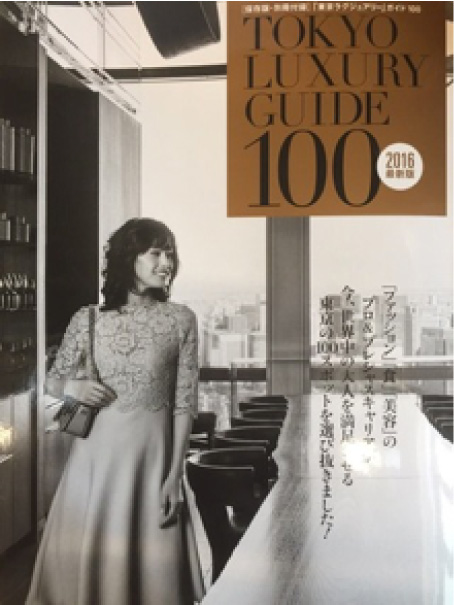 ［保存版・別冊付録］「東京ラグジュアリー」ガイド100
TOKYO
LUXURY
GUIDE
100
2016
最新版
「ファッション」「食」「美容」の
プロ&プレシャスキャリアが
今、世界中の大人を満足させる
東京の100スポットを選び抜きました!